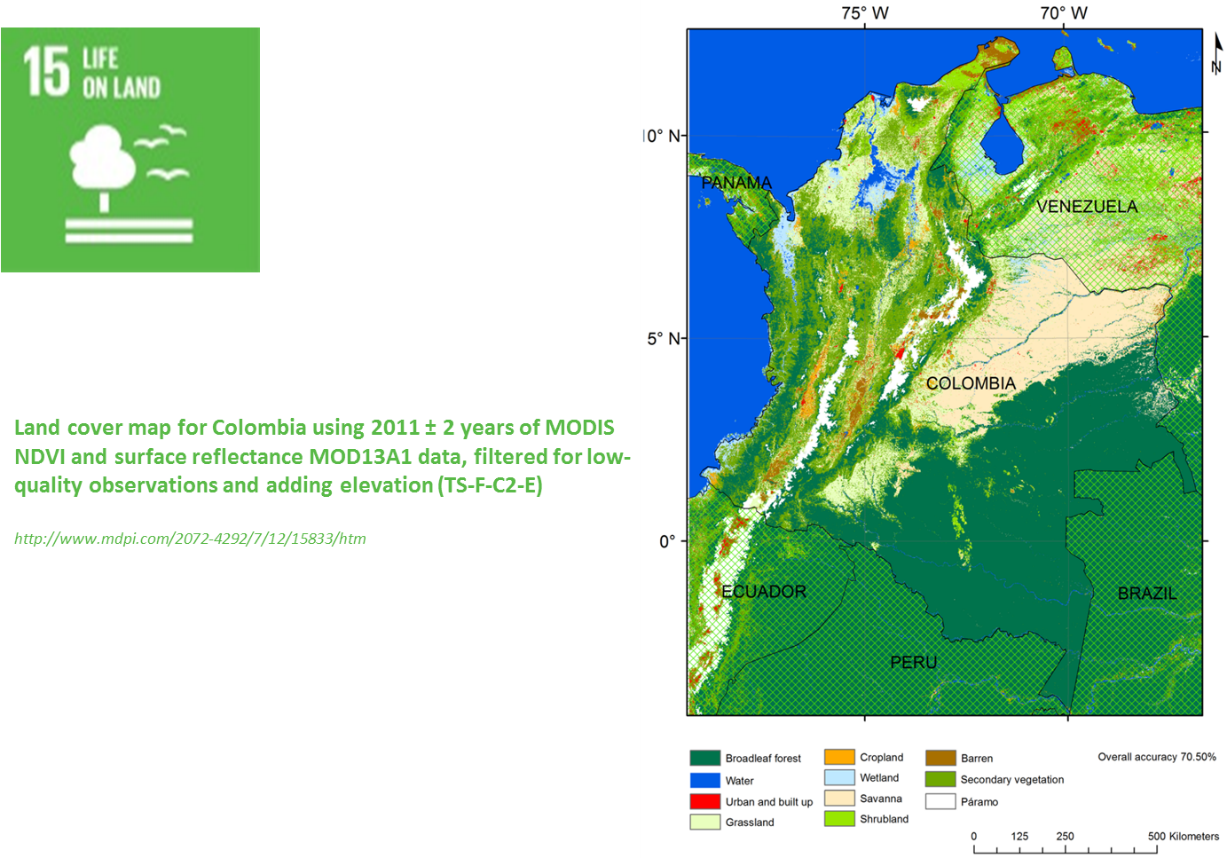 15 LIFE
ON LAND
Land cover map for Colombia using 2011 ± 2 years of MODIS
NDVI and surface reflectance MOD13A1 data, filtered for low-
quality observations and adding elevation (TS-F-C2-E)
http://www.mdpi.com/2072-4292/7/12/15833/htm
75° W 70° W
N
10° N
PANAMA
VENEZUELA
5° N
COLOMBIA
0°
ECUADOR
BRAZIL
PERU
Broadleaf forest
Water
Urban and built up
Grassland
Cropland
Wetland
Savanna
Shrubland
Barren
Secondary vegetation
Páramo
Overall accuracy 70.50%
0 125 250 500 Kilometers